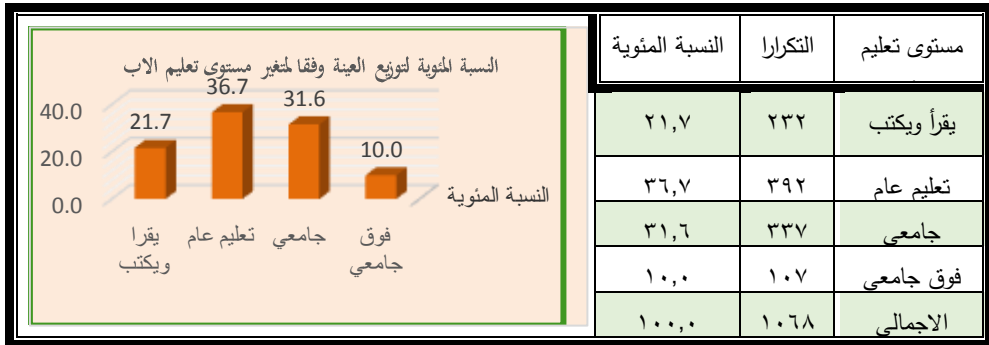 مستوى تعليم التكرارا النسبة المئوية
يقرأ ويكتب ٢٣٢ ٢١,٧
تعليم عام ٣٩٢ ٣٦,٧
جامعي ٣٣٧ ٣١,٦
فوق جامعي ١٠٧ ١٠,٠
الاجمالي ١٠٦٨ ١٠٠,٠
النسبة المئوية لتوزيع العينة وفقا لمتغير مستوى تعليم الاب
40.0
20.0
0.0
21.7
36.7
31.6
10.0
النسبة المئوية
يقرا
ويكتب
تعليم عام
جامعي
فوق
جامعي